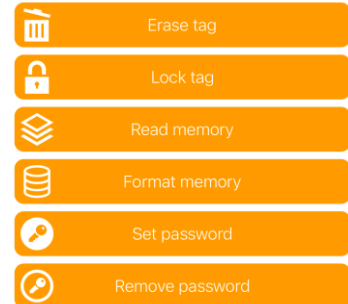 Erase tag
Lock tag
Read memory
Format memory
Set password
Remove password